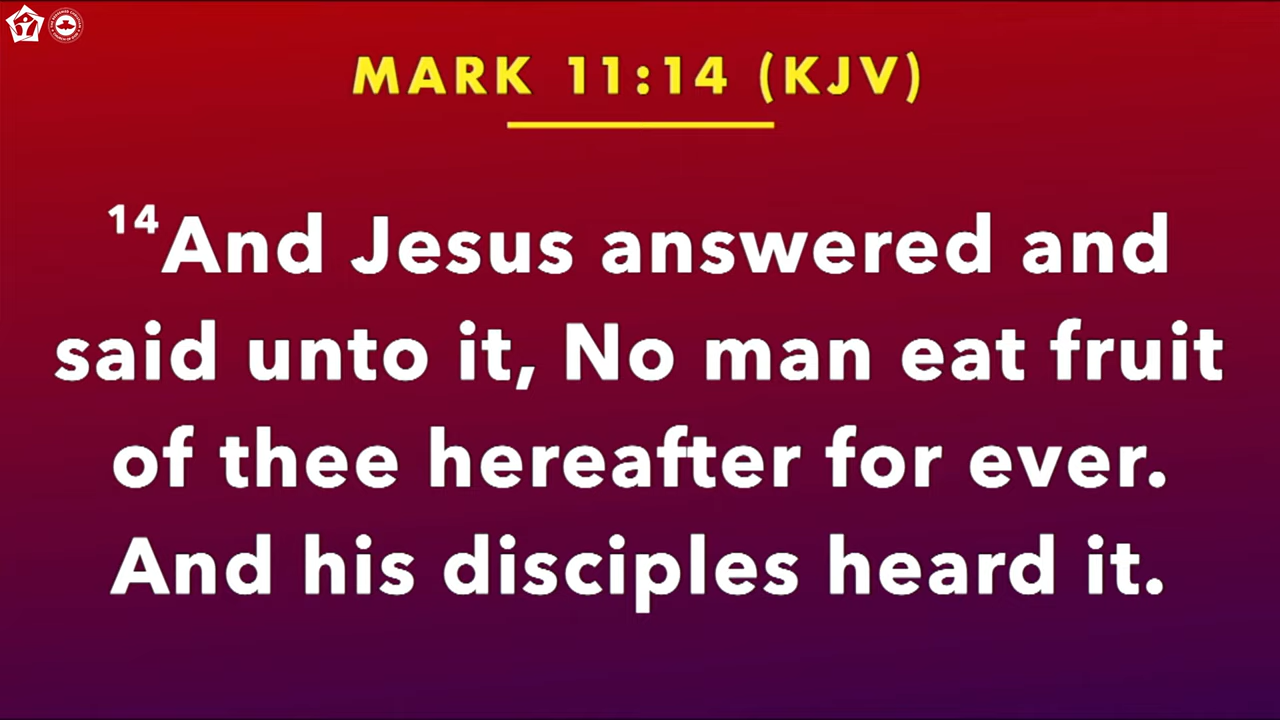 MARK 11:14 (KJV)
14And Jesus answered and
said unto it, No man eat fruit
of thee hereafter for ever.
And his disciples heard it.